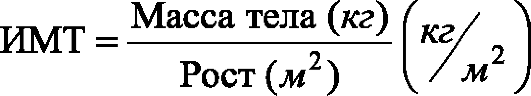 ИМТ = Масса тела (кг) / Рост (м²) (кг/м²)